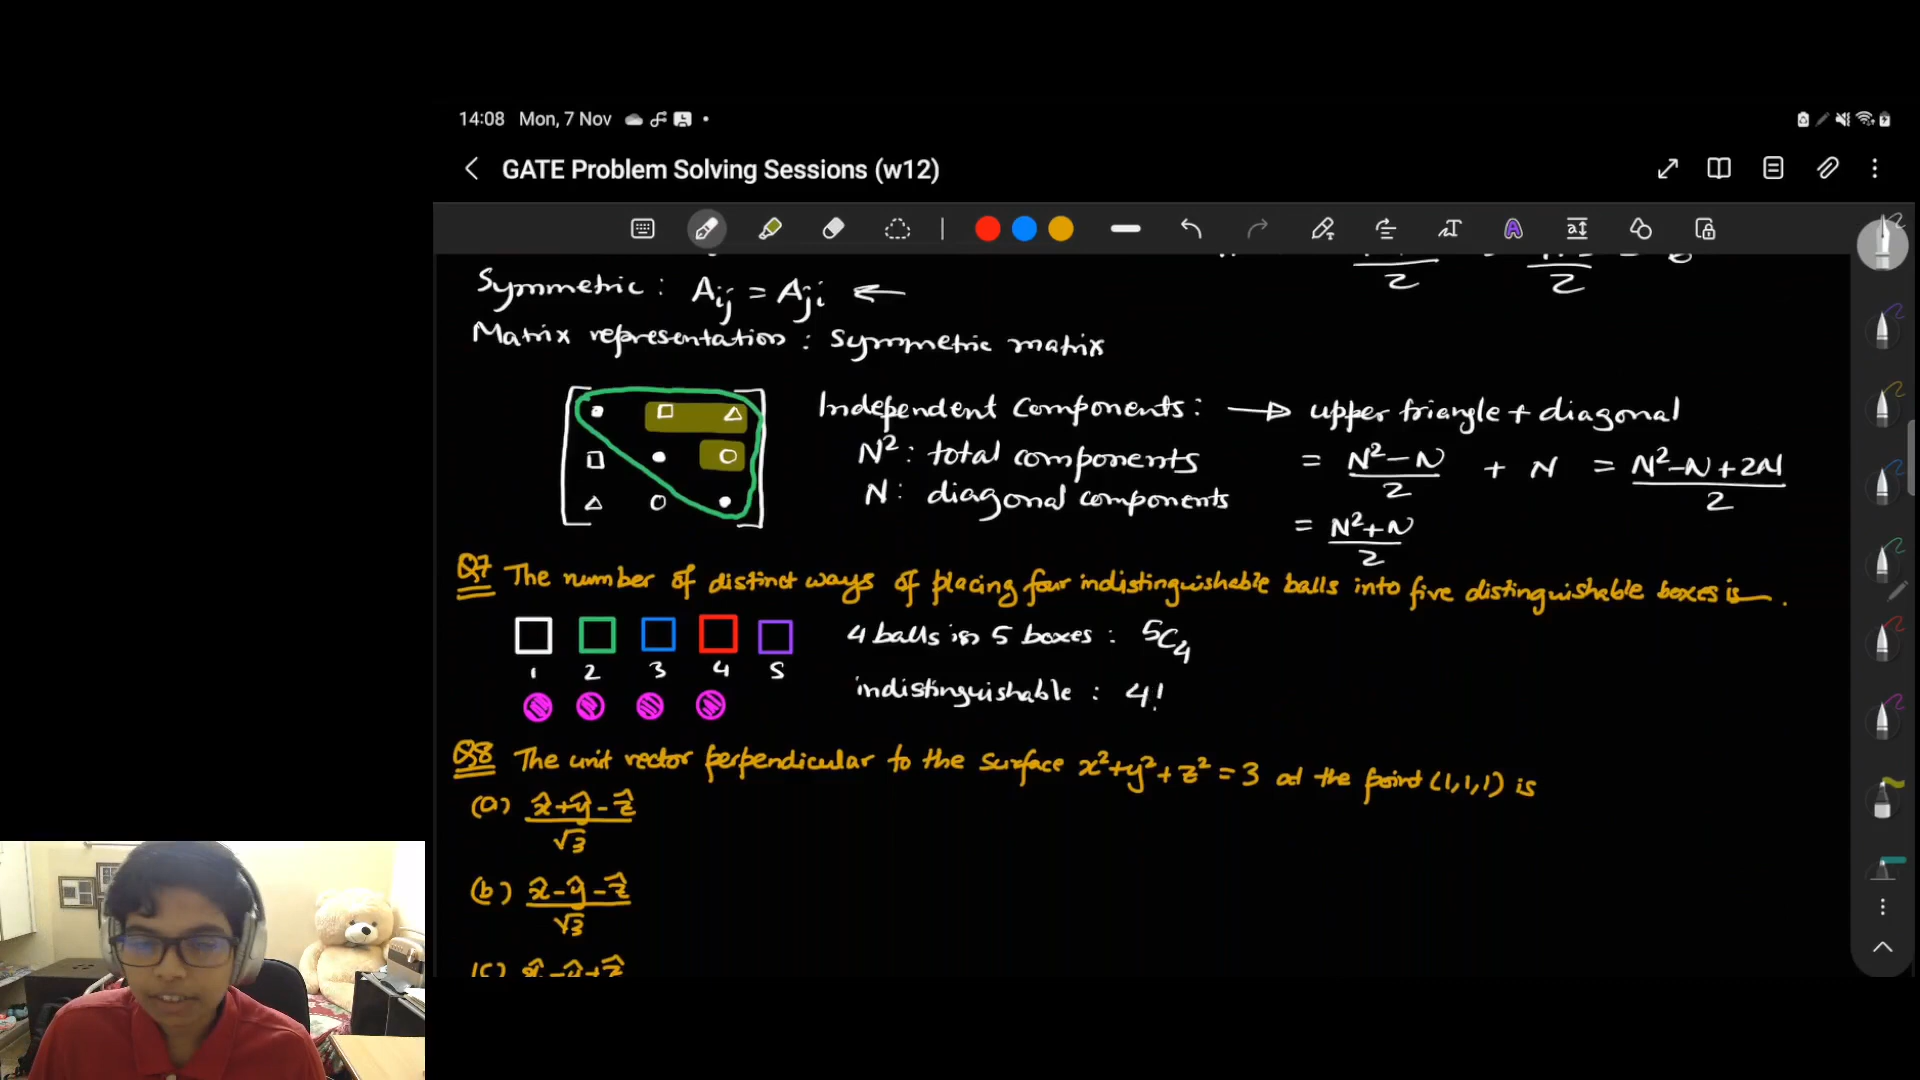 14:08 Mon, 7 Nov
GATE Problem Solving Sessions (w12)
Symmetric : Aij = Aji ←
Matrix representation : symmetric matrix
Independent Components : → upper triangle + diagonal
N² : total components = N²-N/2 + N = N²-N+2N/2
N : diagonal components = N²+N/2
Q7 The number of distinct ways of placing four indistinguishable balls into five distinguishable boxes is __.
4 balls in 5 boxes : ⁵C₄
1 2 3 4 5
indistinguishable : 4!
Q8 The unit vector perpendicular to the surface x²+y²+z² = 3 at the point (1,1,1) is
(a) x̂+ŷ-ẑ/√3
(b) x̂-ŷ-ẑ/√3
(c) x̂-ŷ+ẑ